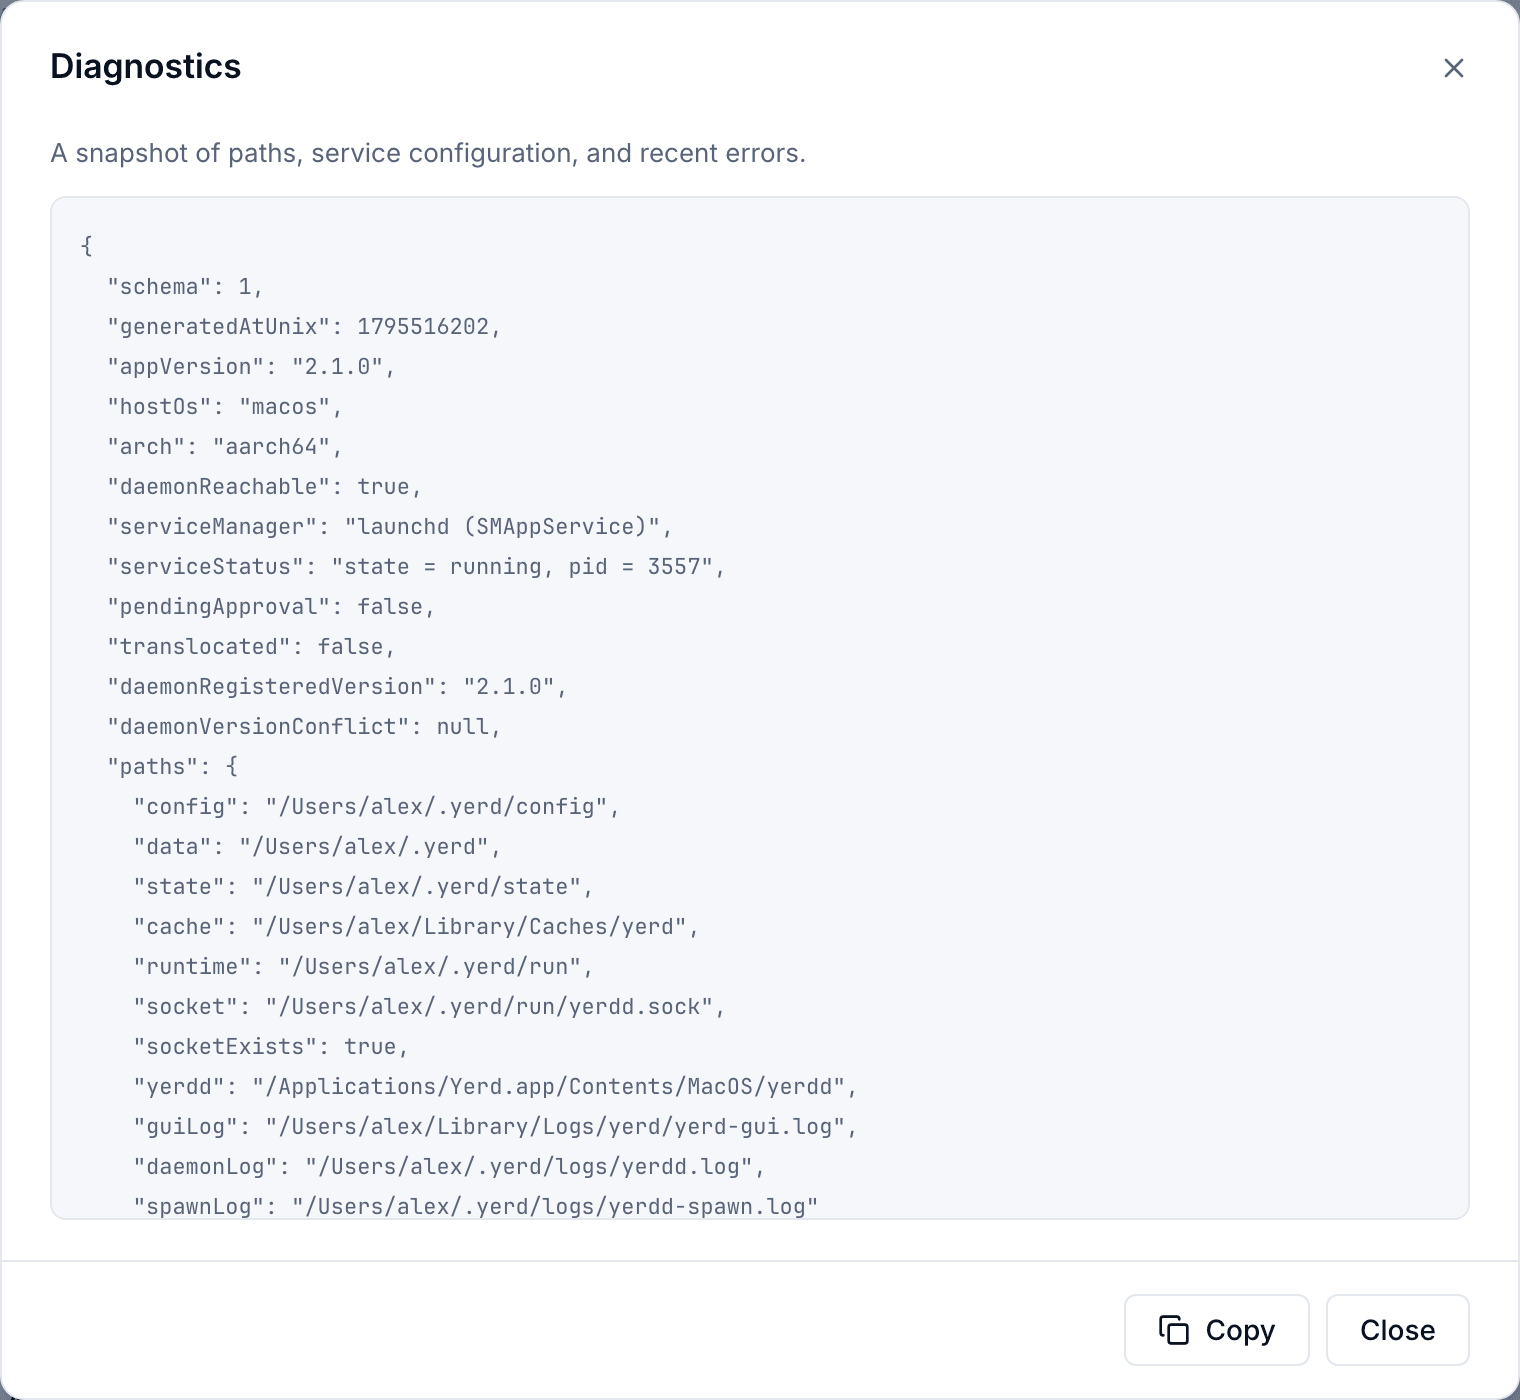 Diagnostics
A snapshot of paths, service configuration, and recent errors.
{
  "schema": 1,
  "generatedAtUnix": 1795516202,
  "appVersion": "2.1.0",
  "hostOs": "macos",
  "arch": "aarch64",
  "daemonReachable": true,
  "serviceManager": "launchd (SMAppService)",
  "serviceStatus": "state = running, pid = 3557",
  "pendingApproval": false,
  "translocated": false,
  "daemonRegisteredVersion": "2.1.0",
  "daemonVersionConflict": null,
  "paths": {
    "config": "/Users/alex/.yerd/config",
    "data": "/Users/alex/.yerd",
    "state": "/Users/alex/.yerd/state",
    "cache": "/Users/alex/Library/Caches/yerd",
    "runtime": "/Users/alex/.yerd/run",
    "socket": "/Users/alex/.yerd/run/yerdd.sock",
    "socketExists": true,
    "yerdd": "/Applications/Yerd.app/Contents/MacOS/yerdd",
    "guiLog": "/Users/alex/Library/Logs/yerd/yerd-gui.log",
    "daemonLog": "/Users/alex/.yerd/logs/yerdd.log",
    "spawnLog": "/Users/alex/.yerd/logs/yerdd-spawn.log"
Copy
Close